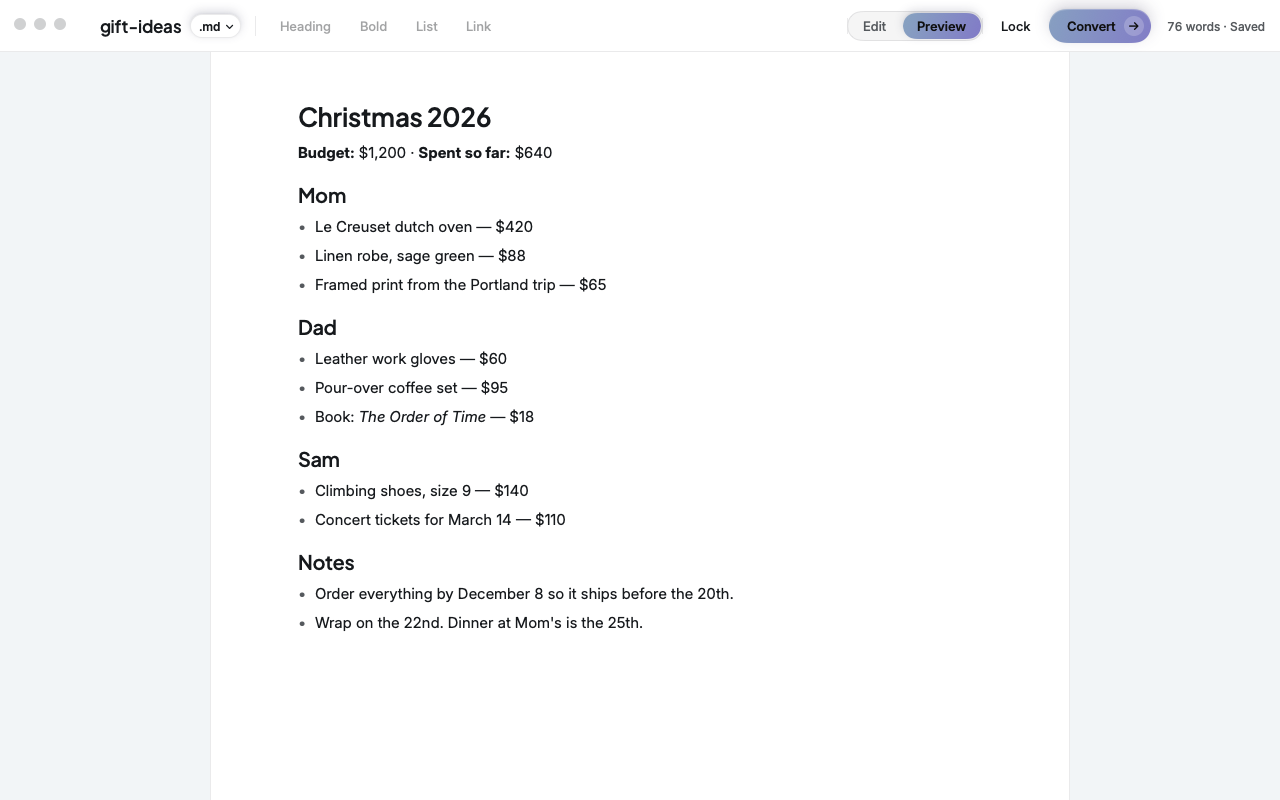 gift-ideas .md Heading Bold List Link Edit Preview Lock Convert 76 words · Saved
Christmas 2026
Budget: $1,200 · Spent so far: $640
Mom
• Le Creuset dutch oven — $420
• Linen robe, sage green — $88
• Framed print from the Portland trip — $65
Dad
• Leather work gloves — $60
• Pour-over coffee set — $95
• Book: The Order of Time — $18
Sam
• Climbing shoes, size 9 — $140
• Concert tickets for March 14 — $110
Notes
• Order everything by December 8 so it ships before the 20th.
• Wrap on the 22nd. Dinner at Mom's is the 25th.